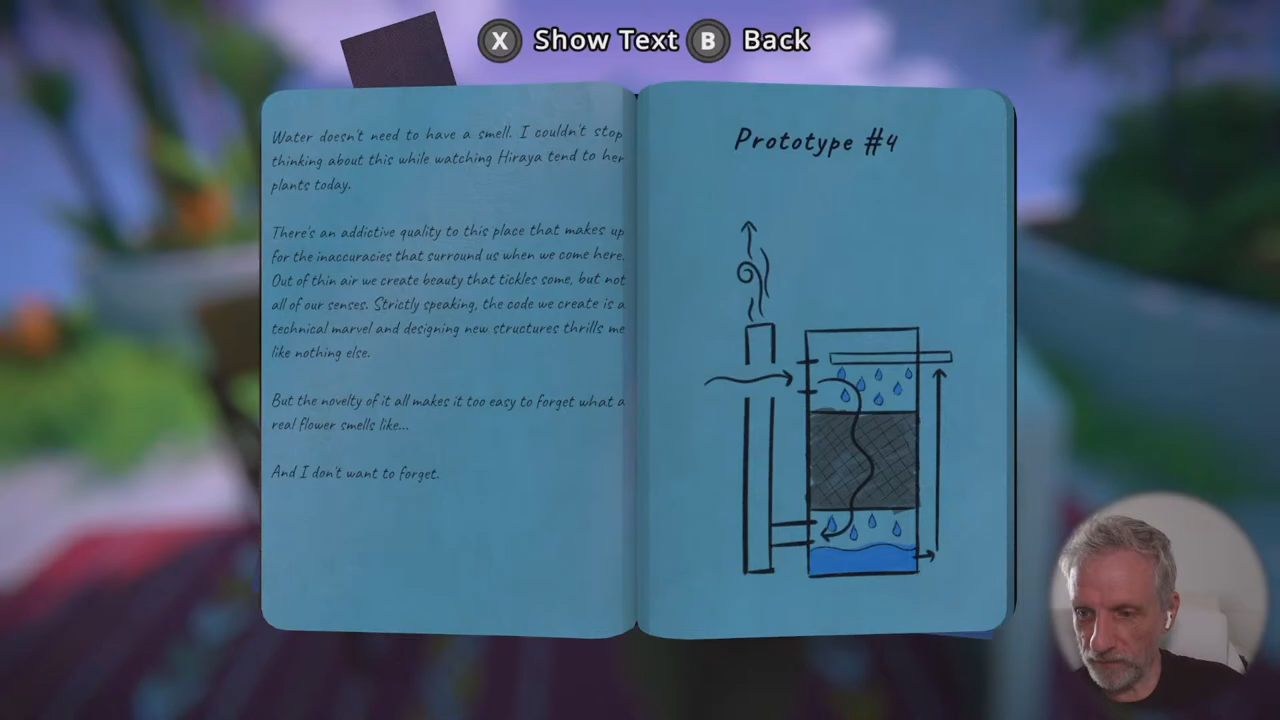 X Show Text B Back
Water doesn't need to have a smell. I couldn't stop
thinking about this while watching Hiraya tend to her
plants today.
There's an addictive quality to this place that makes up
for the inaccuracies that surround us when we come here.
Out of thin air we create beauty that tickles some, but not
all of our senses. Strictly speaking, the code we create is a
technical marvel and designing new structures thrills me
like nothing else.
But the novelty of it all makes it too easy to forget what a
real flower smells like...
And I don't want to forget.
Prototype #4